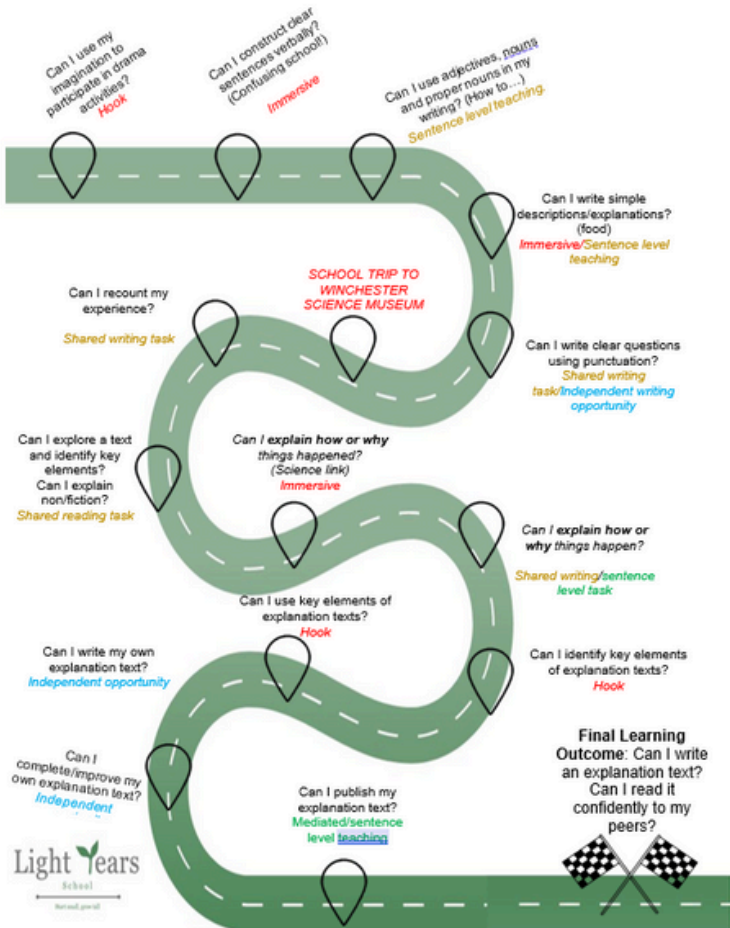 Can I use my
imagination to
participate in drama
activities?
Hook
Can I construct clear
sentences verbally?
(Confusing school!)
Immersive
Can I use adjectives, nouns
and proper nouns in my
writing? (How to...)
Sentence level teaching.
Can I write simple
descriptions/explanations?
(food)
Immersive/Sentence level
teaching
Can I write clear questions
using punctuation?
Shared writing
task/Independent writing
opportunity
SCHOOL TRIP TO
WINCHESTER
SCIENCE MUSEUM
Can I recount my
experience?
Shared writing task
Can I explore a text
and identify key
elements?
Can I explain
non/fiction?
Shared reading task
Can I explain how or why
things happened?
(Science link)
Immersive
Can I explain how or
why things happen?
Shared writing/sentence
level task
Can I identify key elements
of explanation texts?
Hook
Can I use key elements of
explanation texts?
Hook
Can I write my own
explanation text?
Independent opportunity
Can I
complete/improve my
own explanation text?
Independent
Can I publish my
explanation text?
Mediated/sentence
level teaching
Final Learning
Outcome: Can I write
an explanation text?
Can I read it
confidently to my
peers?
Light Years
School